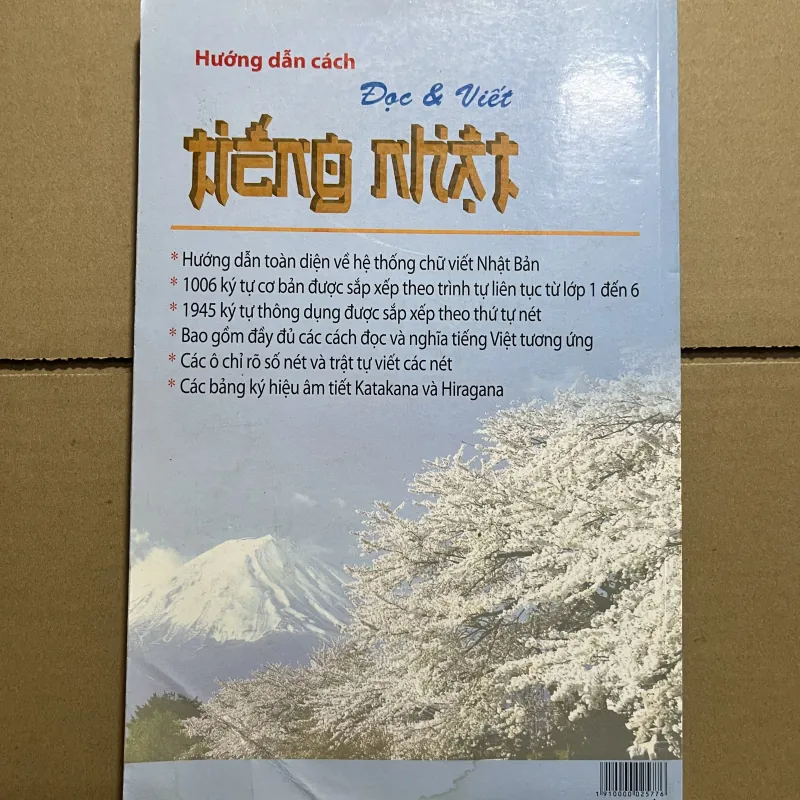 Hướng dẫn cách
Đọc & Viết
tiếng nhật
* Hướng dẫn toàn diện về hệ thống chữ viết Nhật Bản
* 1006 ký tự cơ bản được sắp xếp theo trình tự liên tục từ lớp 1 đến 6
* 1945 ký tự thông dụng được sắp xếp theo thứ tự nét
* Bao gồm đầy đủ các cách đọc và nghĩa tiếng Việt tương ứng
* Các ô chỉ rõ số nét và trật tự viết các nét
* Các bảng ký hiệu âm tiết Katakana và Hiragana
1 910000 025776